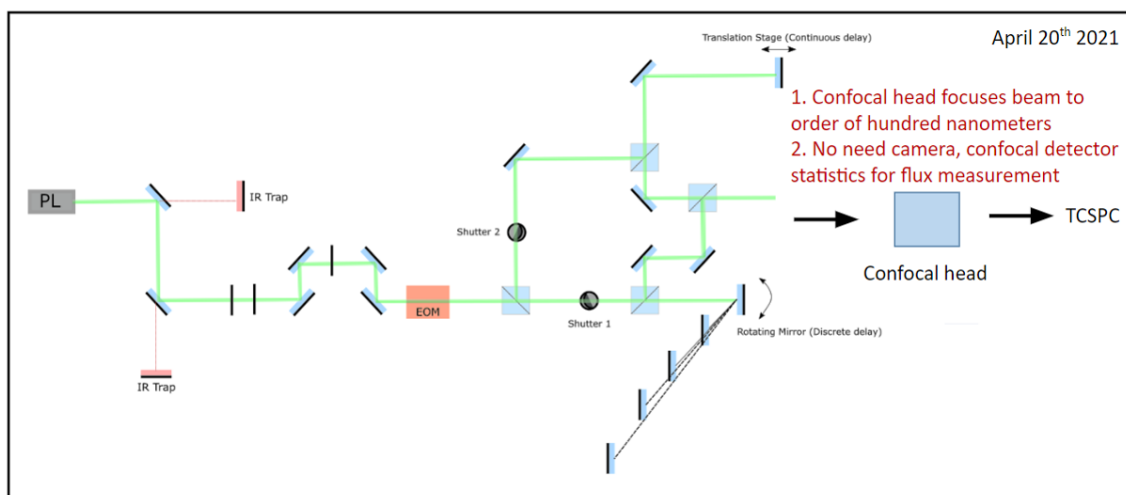 Translation Stage (Continuous delay)
April 20th 2021
1. Confocal head focuses beam to
order of hundred nanometers
2. No need camera, confocal detector
statistics for flux measurement
PL
IR Trap
Shutter 2
TCSPC
Confocal head
EOM
Shutter 1
Rotating Mirror (Discrete delay)
IR Trap